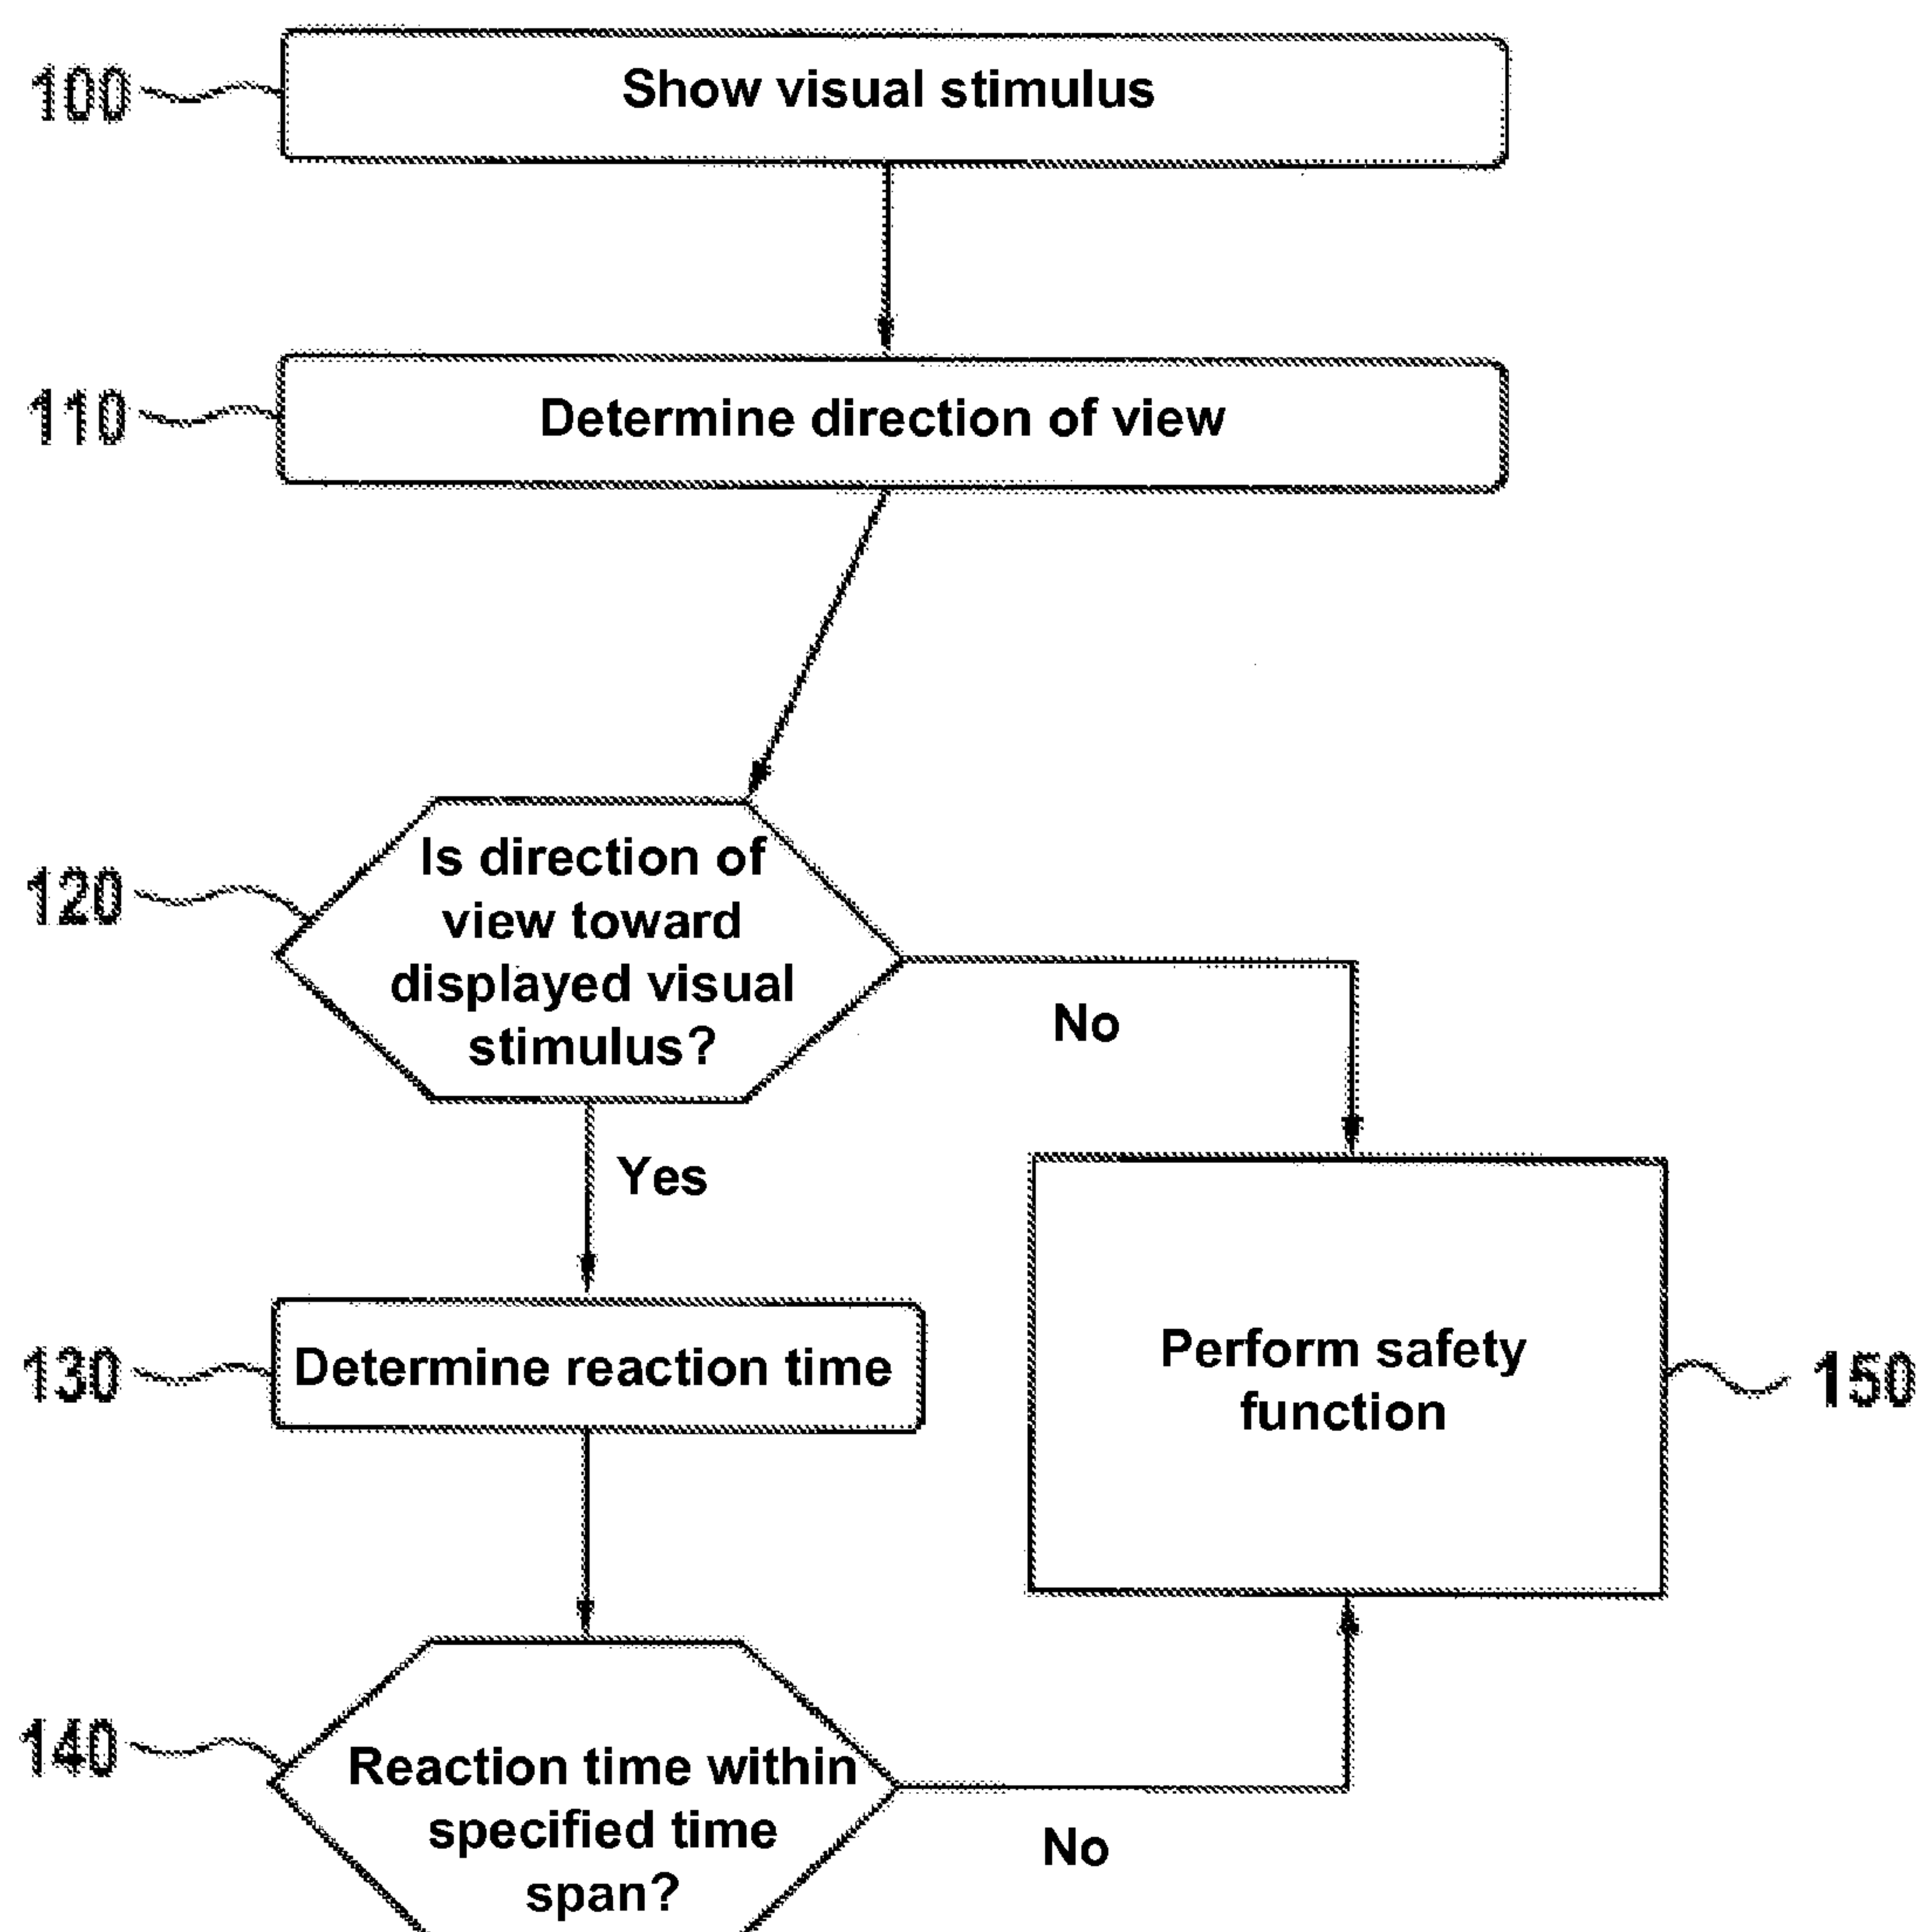 100
Show visual stimulus
110
Determine direction of view
120
Is direction of
view toward
displayed visual
stimulus?
No
Yes
130
Determine reaction time
Perform safety
function
150
140
Reaction time within
specified time
span?
No